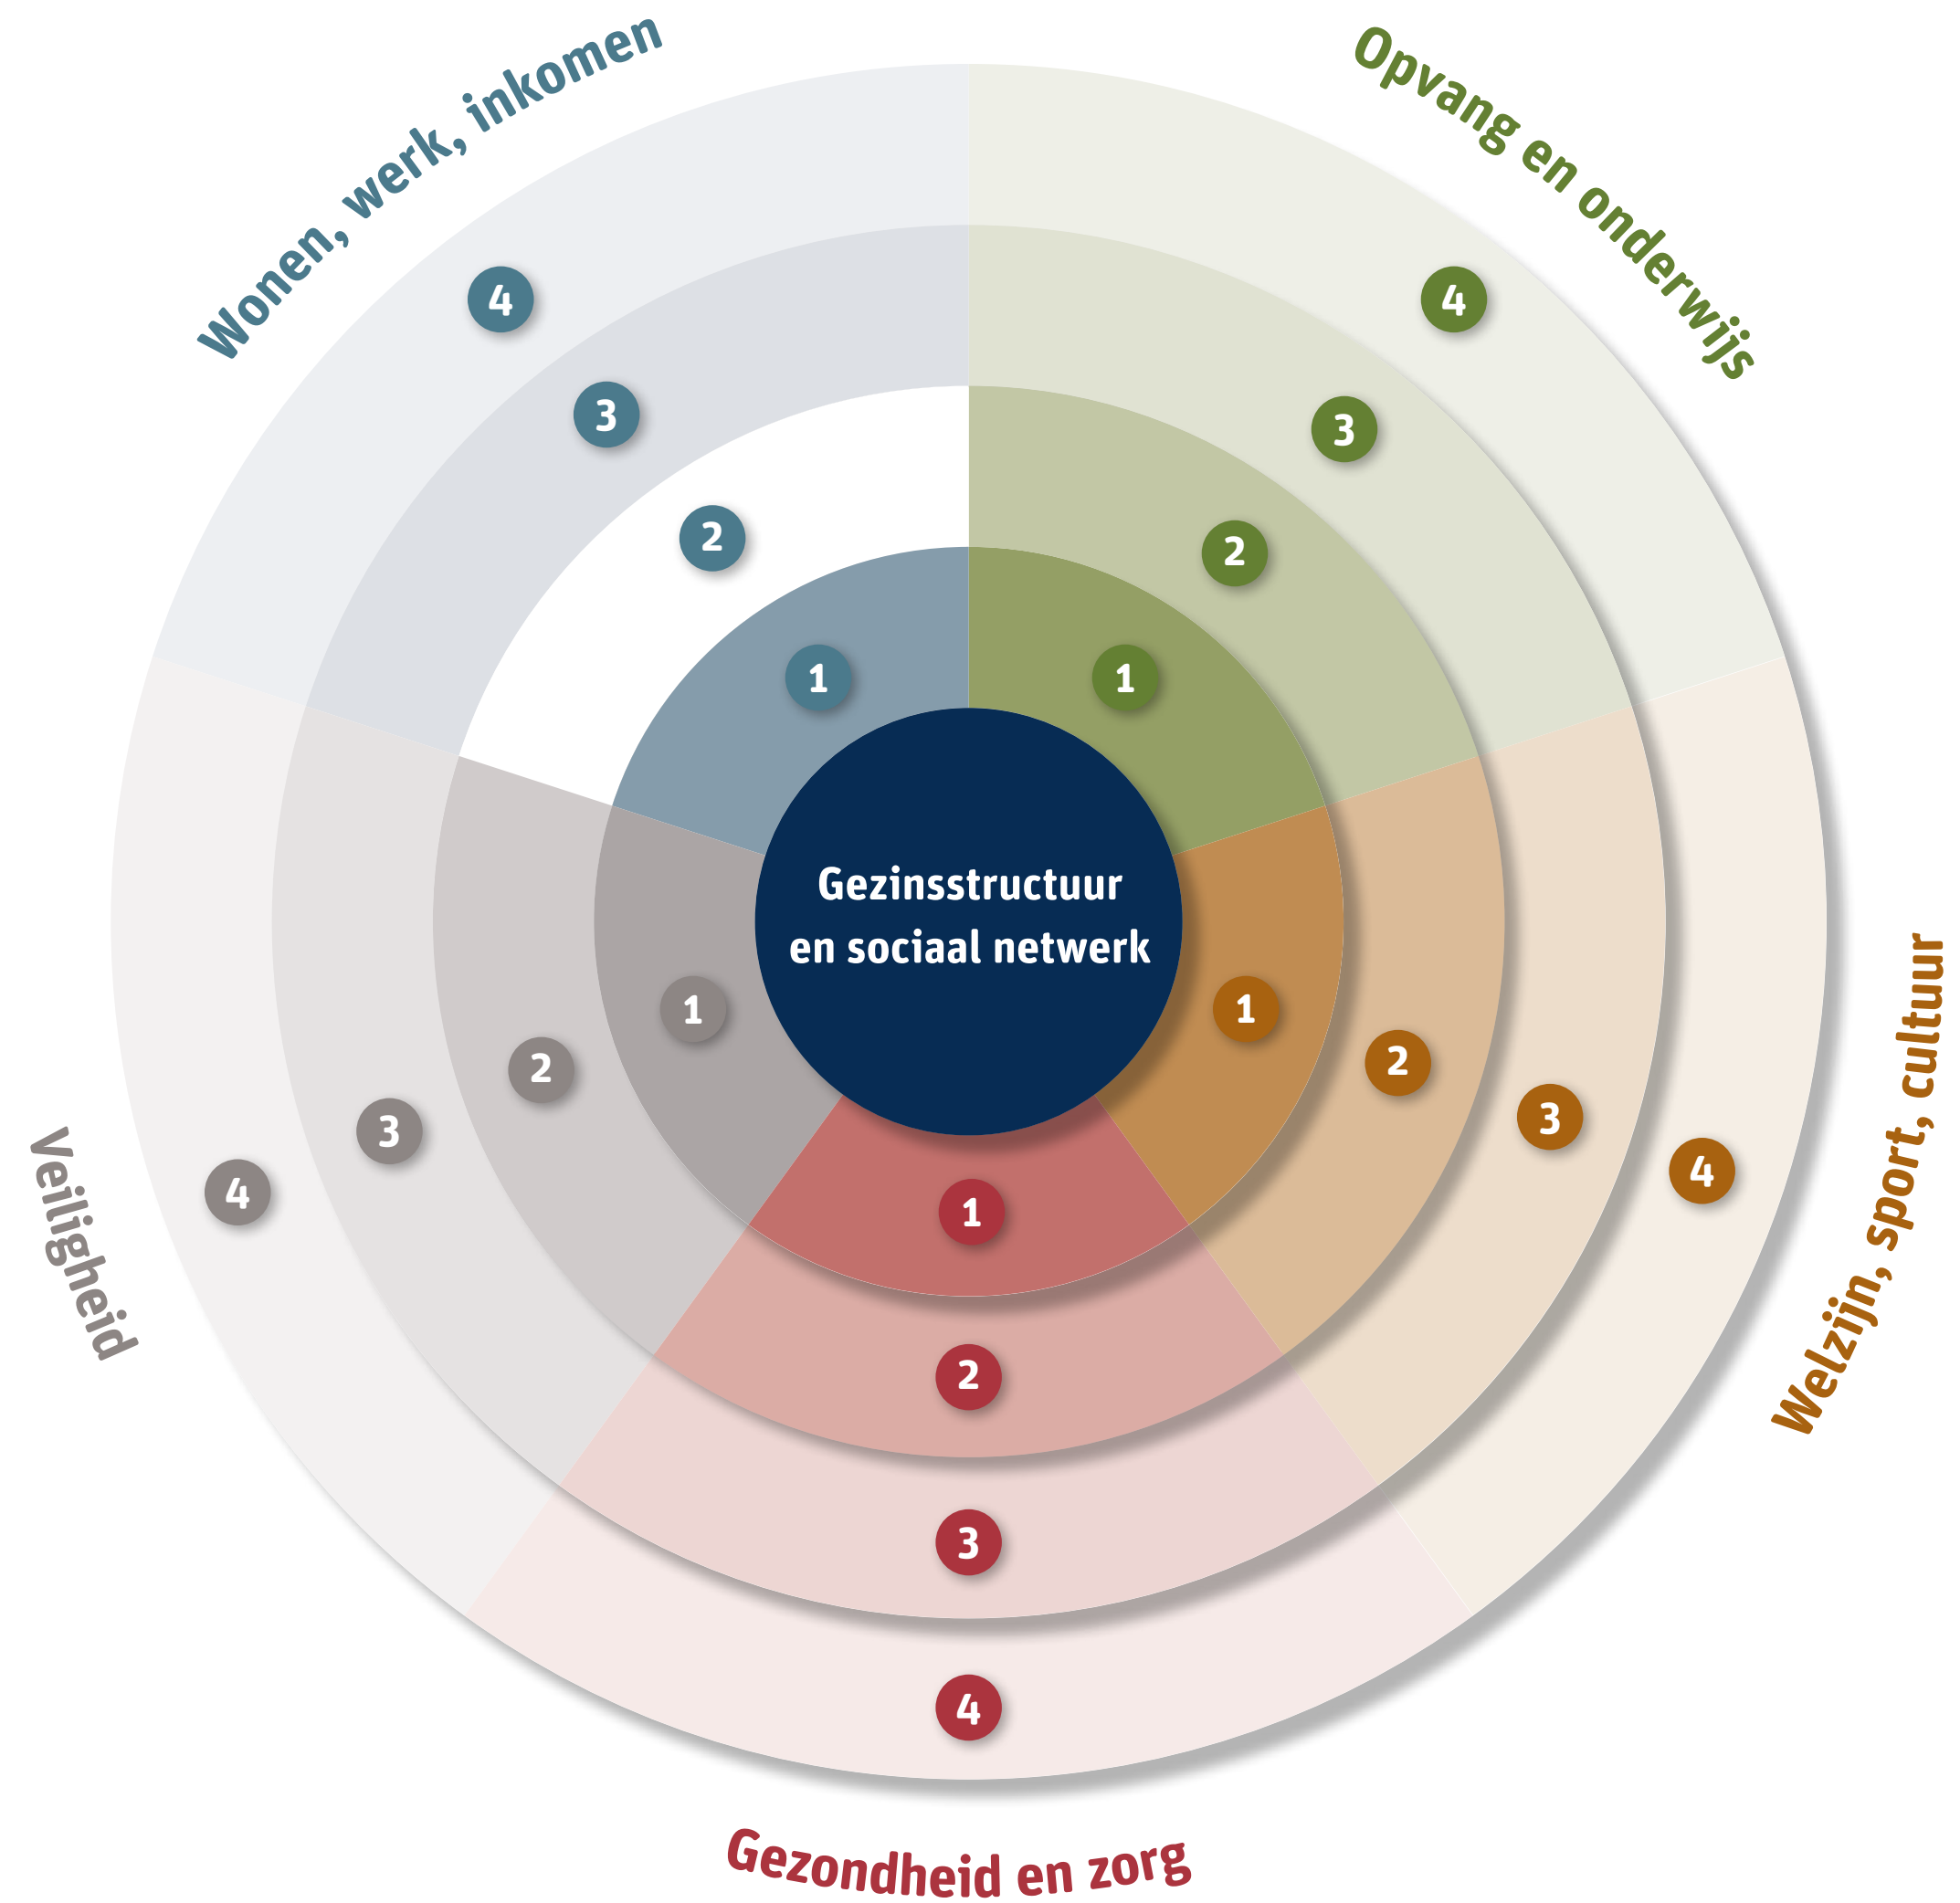 Wonen, werk, inkomen
4
3
2
1
Opvang en onderwijs
4
3
2
1
Gezinsstructuur
en sociaal netwerk
Welzijn, sport, cultuur
1
2
3
4
Veiligheid
1
2
3
4
Gezondheid en zorg
1
2
3
4